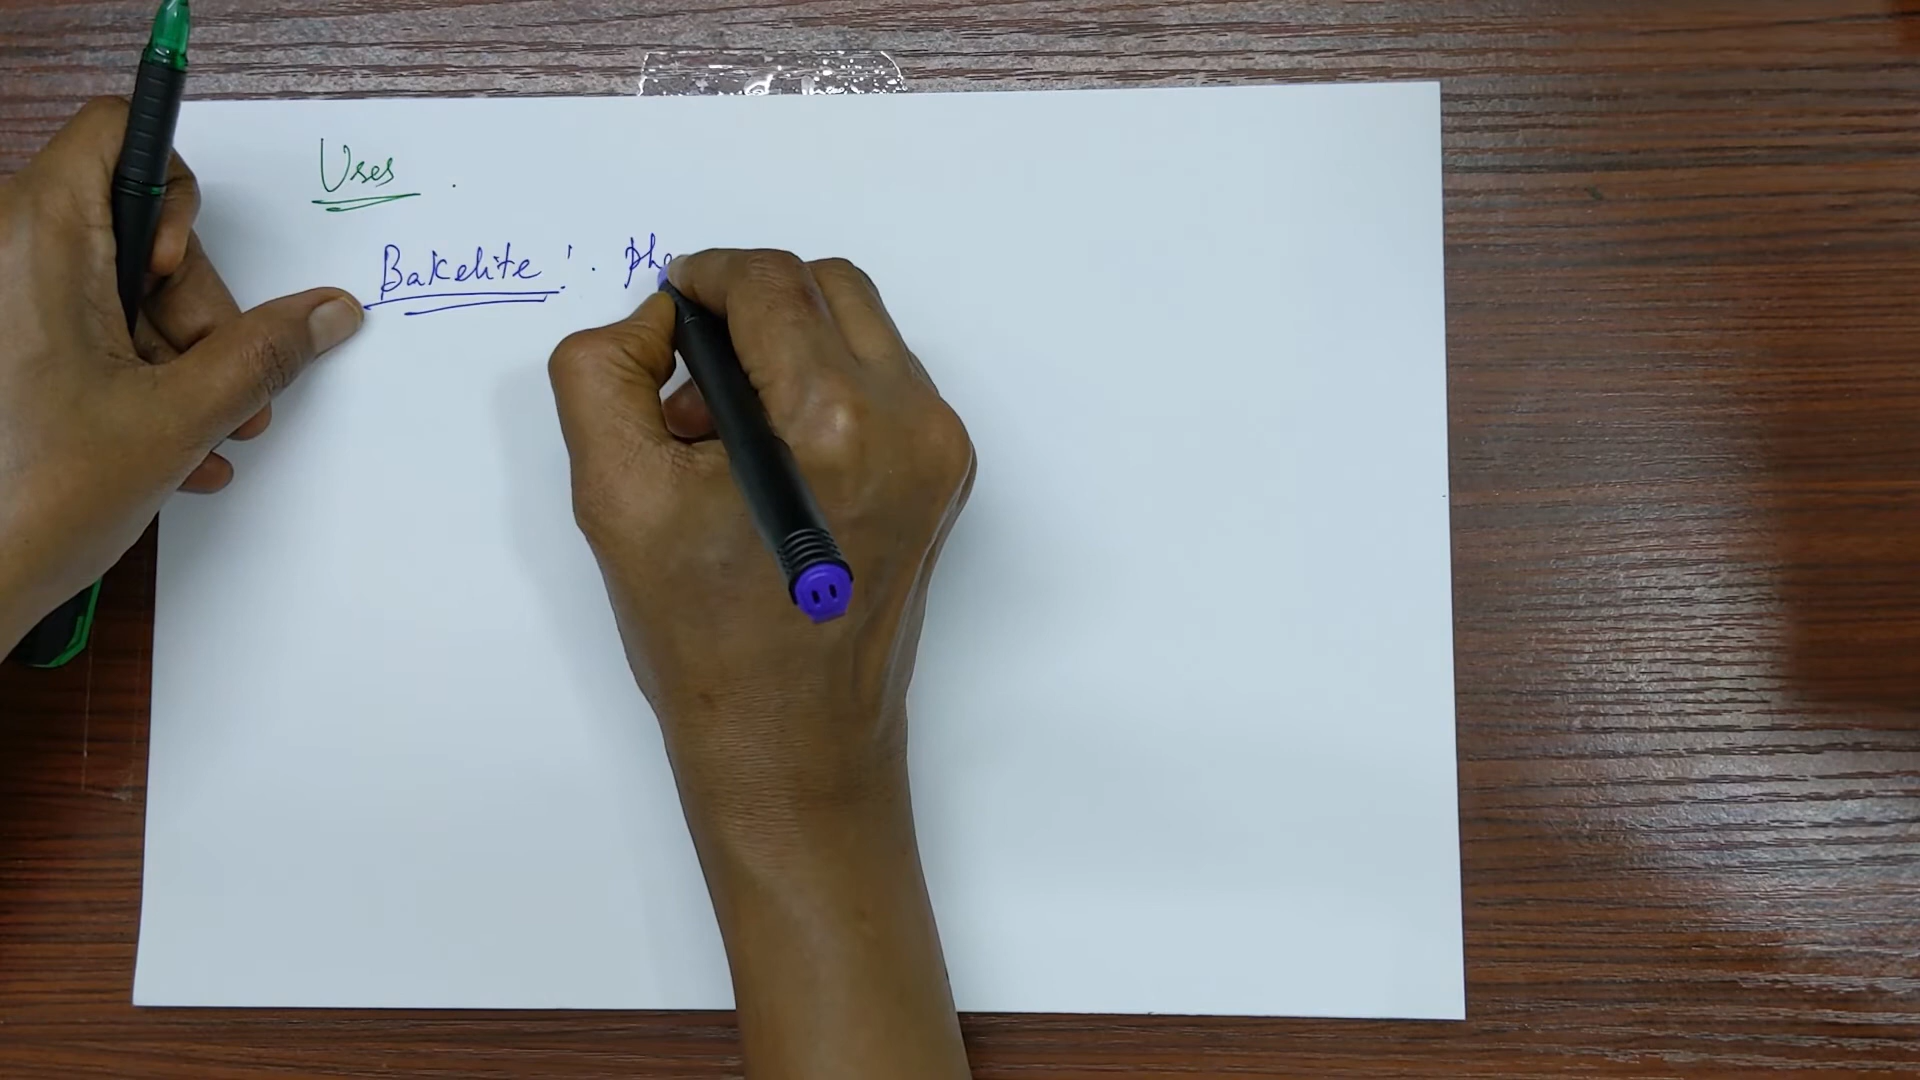 Uses .
Bakelite : . phe